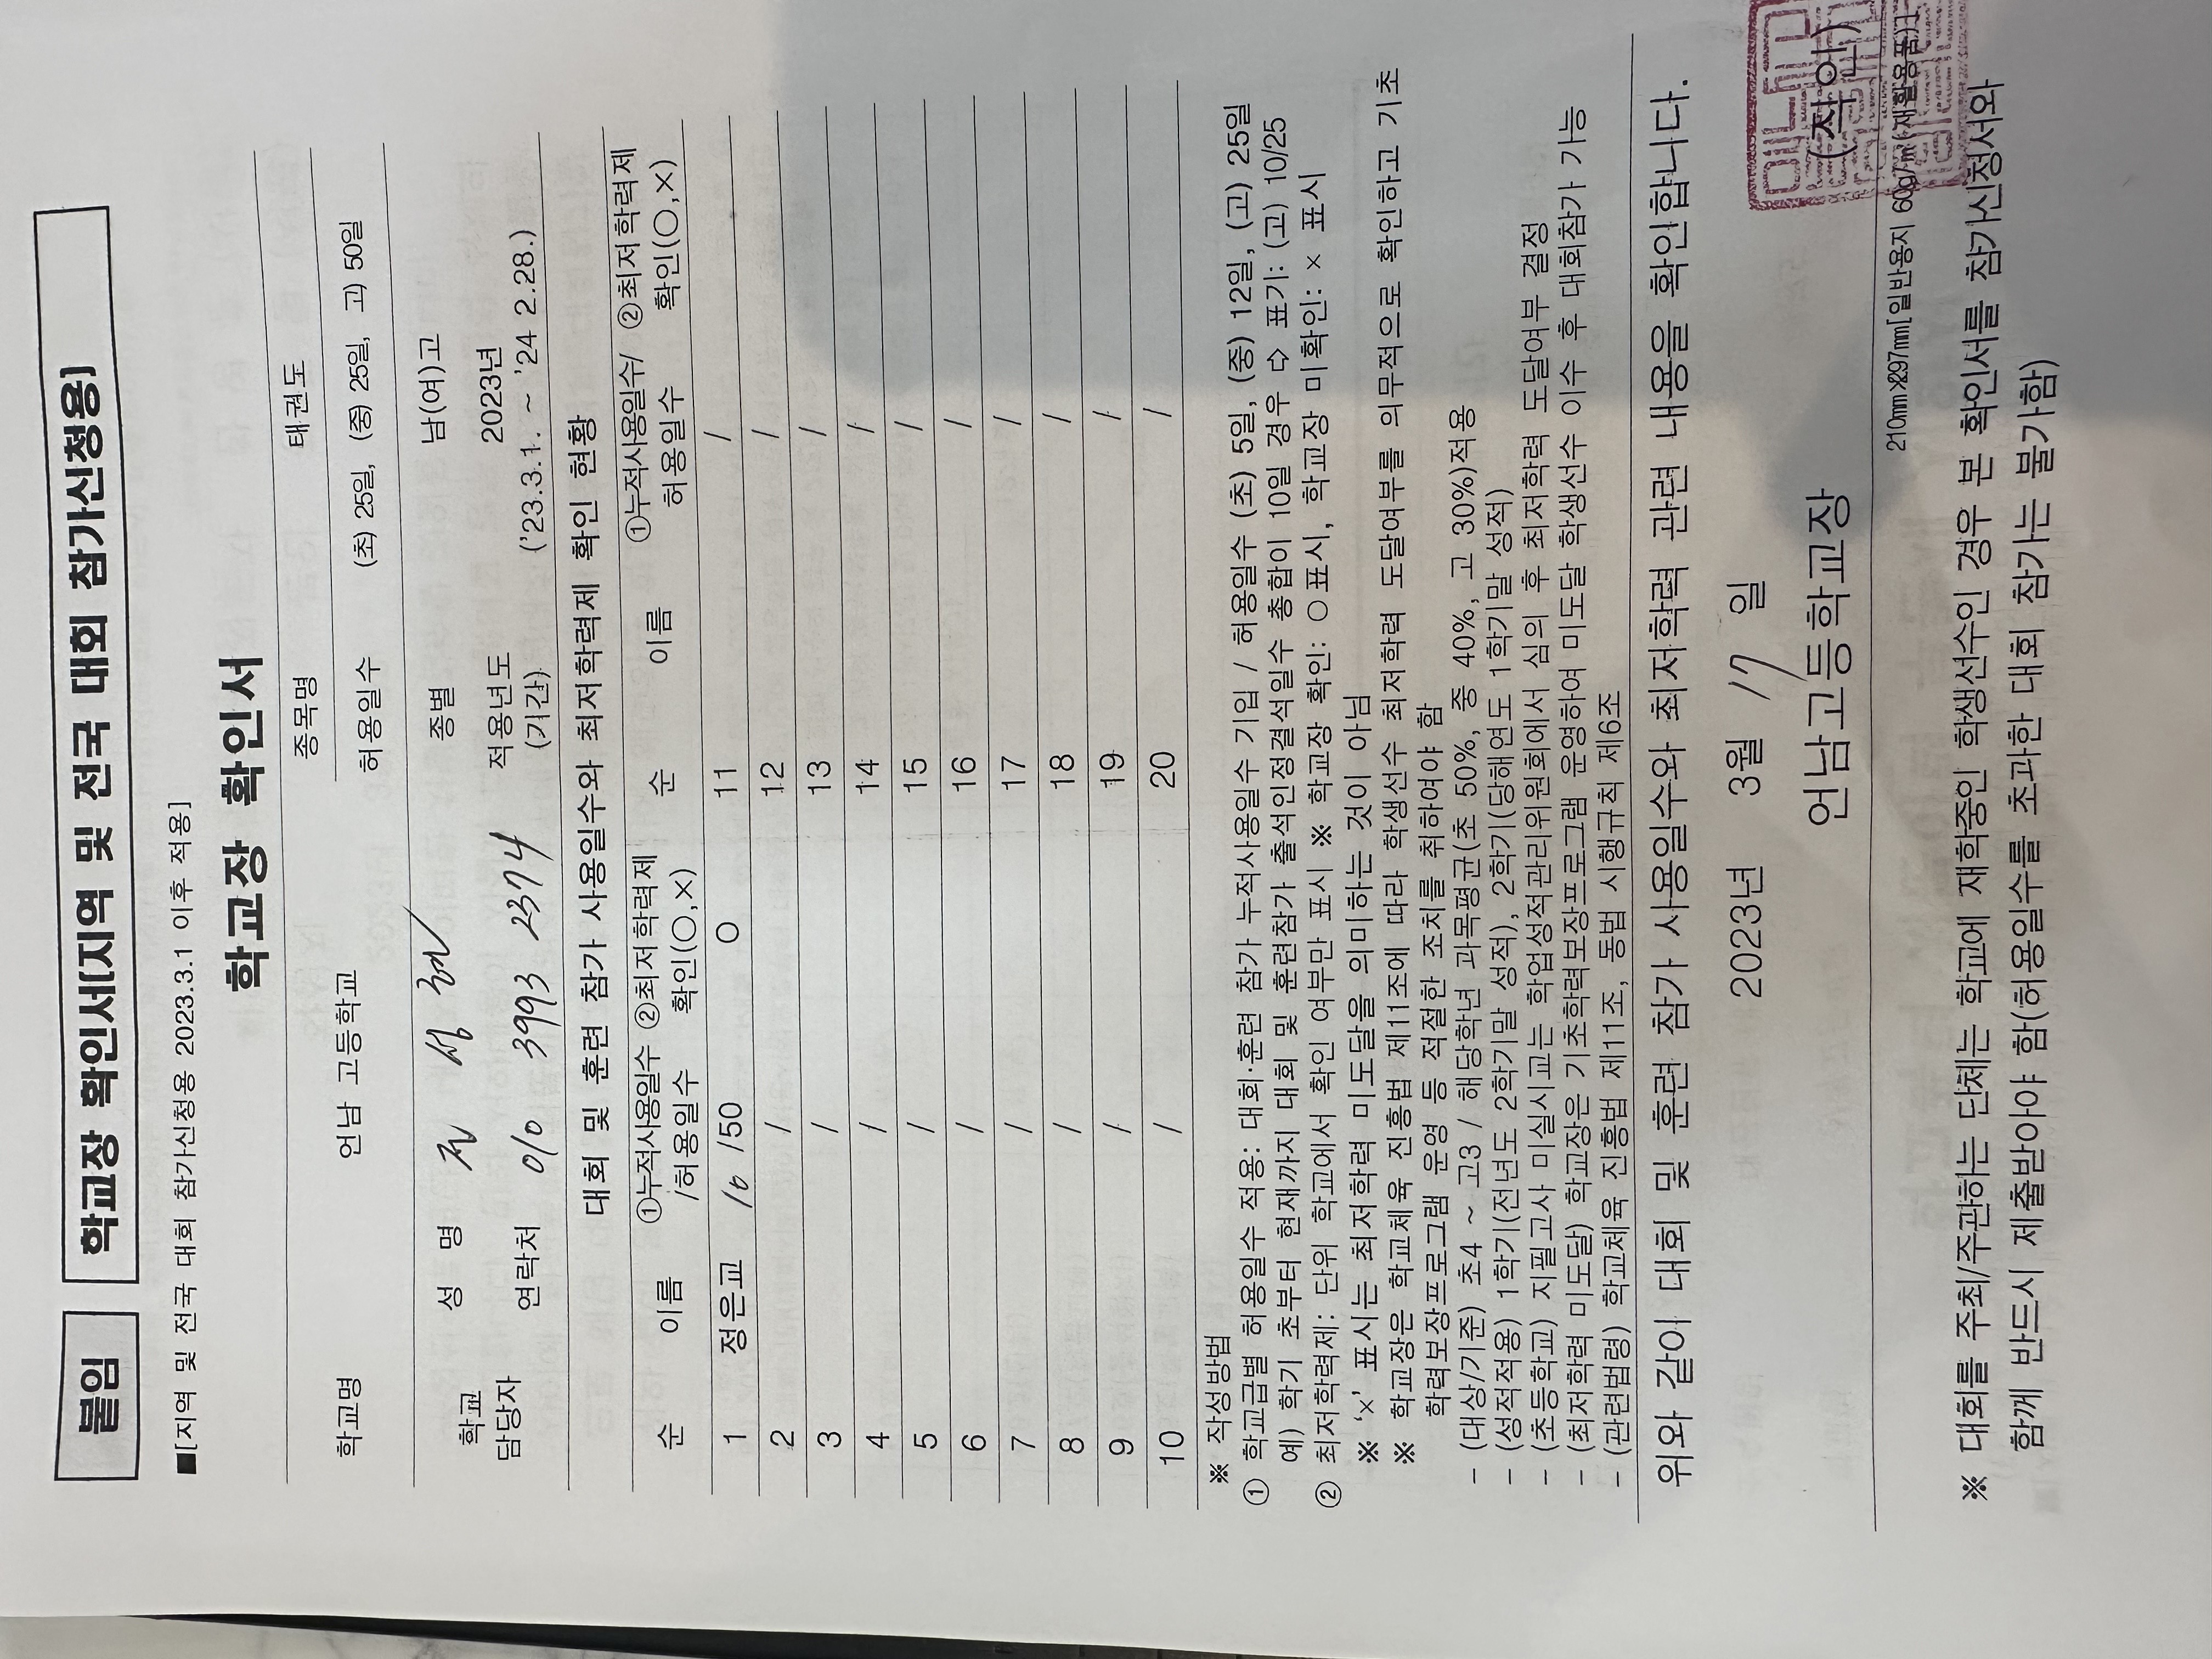 붙임
학교장 확인서(지역 및 전국 대회 참가신청용)
■[지역 및 전국 대회 참가신청용 2023.3.1 이후 적용]
학교장 확인서
학교명 언남 고등학교 종목명 태권도
허용일수 (초) 25일, (중) 25일, 고) 50일
학교 담당자 성 명 종별 남(여)고
연락처 010 3993 2374 적용년도 (기간) 2023년 ('23.3.1. ~ '24 2.28.)
대회 및 훈련 참가 사용일수와 최저학력제 확인 현황
순 이름 ①누적사용일수 /허용일수 ②최저학력제 확인(○,×) 순 이름 ①누적사용일수/ 허용일수 ②최저학력제 확인(○,×)
1 정은교 /50 ○ 11 /
2 / 12 /
3 / 13 /
4 / 14 /
5 / 15 /
6 / 16 /
7 / 17 /
8 / 18 /
9 / 19 /
10 / 20 /
※ 작성방법
① 학교급별 허용일수 적용: 대회·훈련 참가 누적사용일수 기입 / 허용일수 (초) 5일, (중) 12일, (고) 25일
예) 학기 초부터 현재까지 대회 및 훈련참가 출석인정결석일수 총합이 10일 경우 ⇨ 표기: (고) 10/25
② 최저학력제: 단위 학교에서 확인 여부만 표시 ※ 학교장 확인: ○표시, 학교장 미확인: × 표시
※ ‘×’ 표시는 최저학력 미도달을 의미하는 것이 아님
※ 학교장은 학교체육 진흥법 제11조에 따라 학생선수 최저학력 도달여부를 의무적으로 확인하고 기초
학력보장프로그램 운영 등 적절한 조치를 취하여야 함
- (대상/기준) 초4 ~ 고3 / 해당학년 과목평균(초 50%, 중 40%, 고 30%)적용
- (성적적용) 1학기(전년도 2학기말 성적), 2학기(당해연도 1학기말 성적)
- (초등학교) 지필고사 미실시교는 학업성적관리위원회에서 심의 후 최저학력 도달여부 결정
- (최저학력 미도달) 학교장은 기초학력보장프로그램 운영하여 미도달 학생선수 이수 후 대회참가 가능
- (관련법령) 학교체육 진흥법 제11조, 동법 시행규칙 제6조
위와 같이 대회 및 훈련 참가 사용일수와 최저학력 관련 내용을 확인합니다.
2023년 3월 17 일
언남고등학교장 (직인)
210㎜×297㎜[일반용지 60g/㎡(재활용품)]
※ 대회를 주최/주관하는 단체는 학교에 재학중인 학생선수인 경우 본 확인서를 참가신청서와
함께 반드시 제출받아야 함(허용일수를 초과한 대회 참가는 불가함)